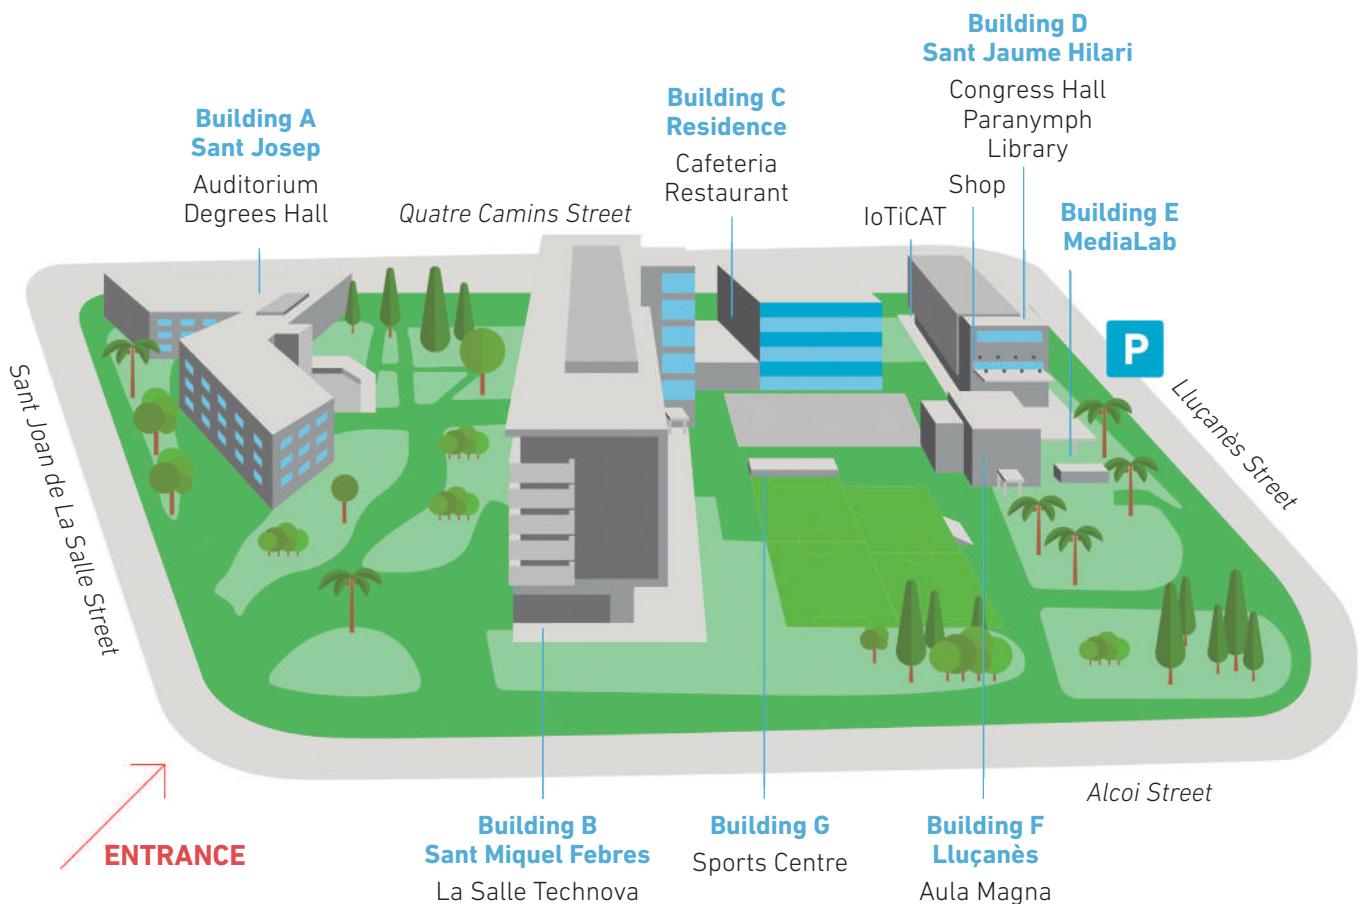 Building D
Sant Jaume Hilari
Congress Hall
Paranymph
Library
Building C
Residence
Cafeteria
Restaurant
Building A
Sant Josep
Auditorium
Degrees Hall
Quatre Camins Street
Shop
IoTiCAT
Building E
MediaLab
P
Sant Joan de La Salle Street
Lluçanès Street
Alcoi Street
ENTRANCE
Building B
Sant Miquel Febres
La Salle Technova
Building G
Sports Centre
Building F
Lluçanès
Aula Magna